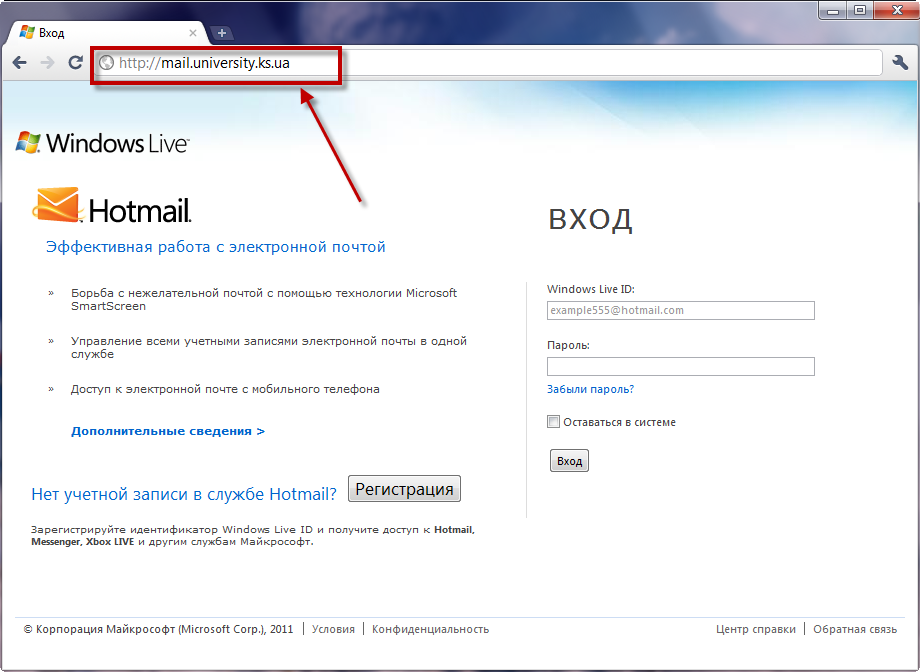 Вход
http://mail.university.ks.ua
Windows Live™
Hotmail.
Эффективная работа с электронной почтой
» Борьба с нежелательной почтой с помощью технологии Microsoft
SmartScreen
» Управление всеми учетными записями электронной почты в одной
службе
» Доступ к электронной почте с мобильного телефона
Дополнительные сведения >
Нет учетной записи в службе Hotmail? Регистрация
Зарегистрируйте идентификатор Windows Live ID и получите доступ к Hotmail,
Messenger, Xbox LIVE и другим службам Майкрософт.
ВХОД
Windows Live ID:
example555@hotmail.com
Пароль:
Забыли пароль?
Оставаться в системе
Вход
© Корпорация Майкрософт (Microsoft Corp.), 2011 | Условия | Конфиденциальность Центр справки | Обратная связь